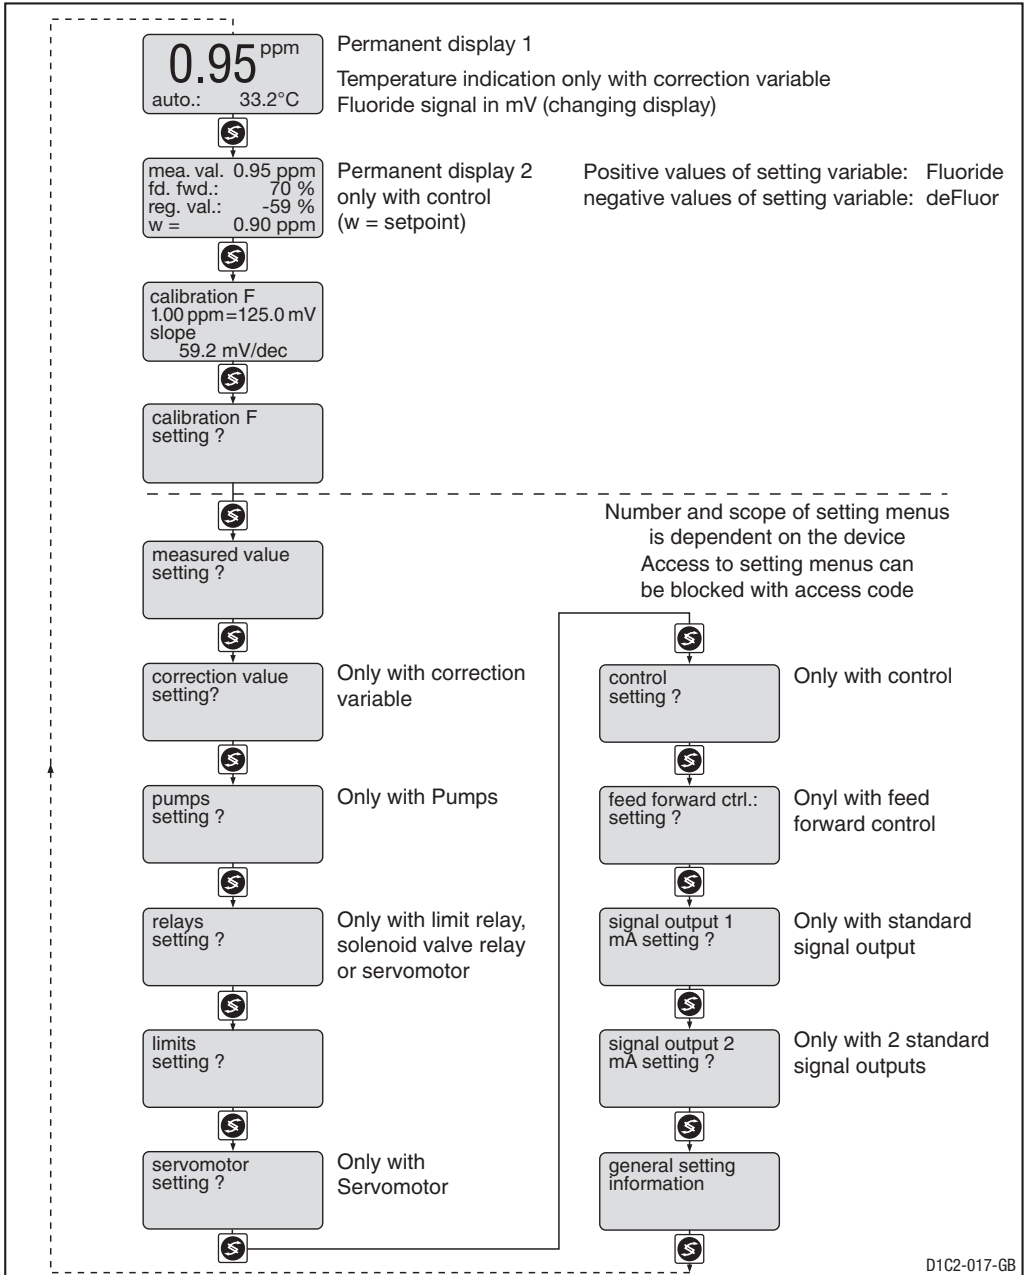 0.95 ppm
auto.: 33.2°C
Permanent display 1
Temperature indication only with correction variable
Fluoride signal in mV (changing display)
mea. val. 0.95 ppm
fd. fwd.: 70 %
reg. val.: -59 %
w = 0.90 ppm
Permanent display 2
only with control
(w = setpoint)
Positive values of setting variable: Fluoride
negative values of setting variable: deFluor
calibration F
1.00 ppm=125.0 mV
slope
59.2 mV/dec
calibration F
setting ?
Number and scope of setting menus
is dependent on the device
Access to setting menus can
be blocked with access code
measured value
setting ?
correction value
setting?
Only with correction
variable
pumps
setting ?
Only with Pumps
relays
setting ?
Only with limit relay,
solenoid valve relay
or servomotor
limits
setting ?
servomotor
setting ?
Only with
Servomotor
control
setting ?
Only with control
feed forward ctrl.:
setting ?
Onyl with feed
forward control
signal output 1
mA setting ?
Only with standard
signal output
signal output 2
mA setting ?
Only with 2 standard
signal outputs
general setting
information
D1C2-017-GB